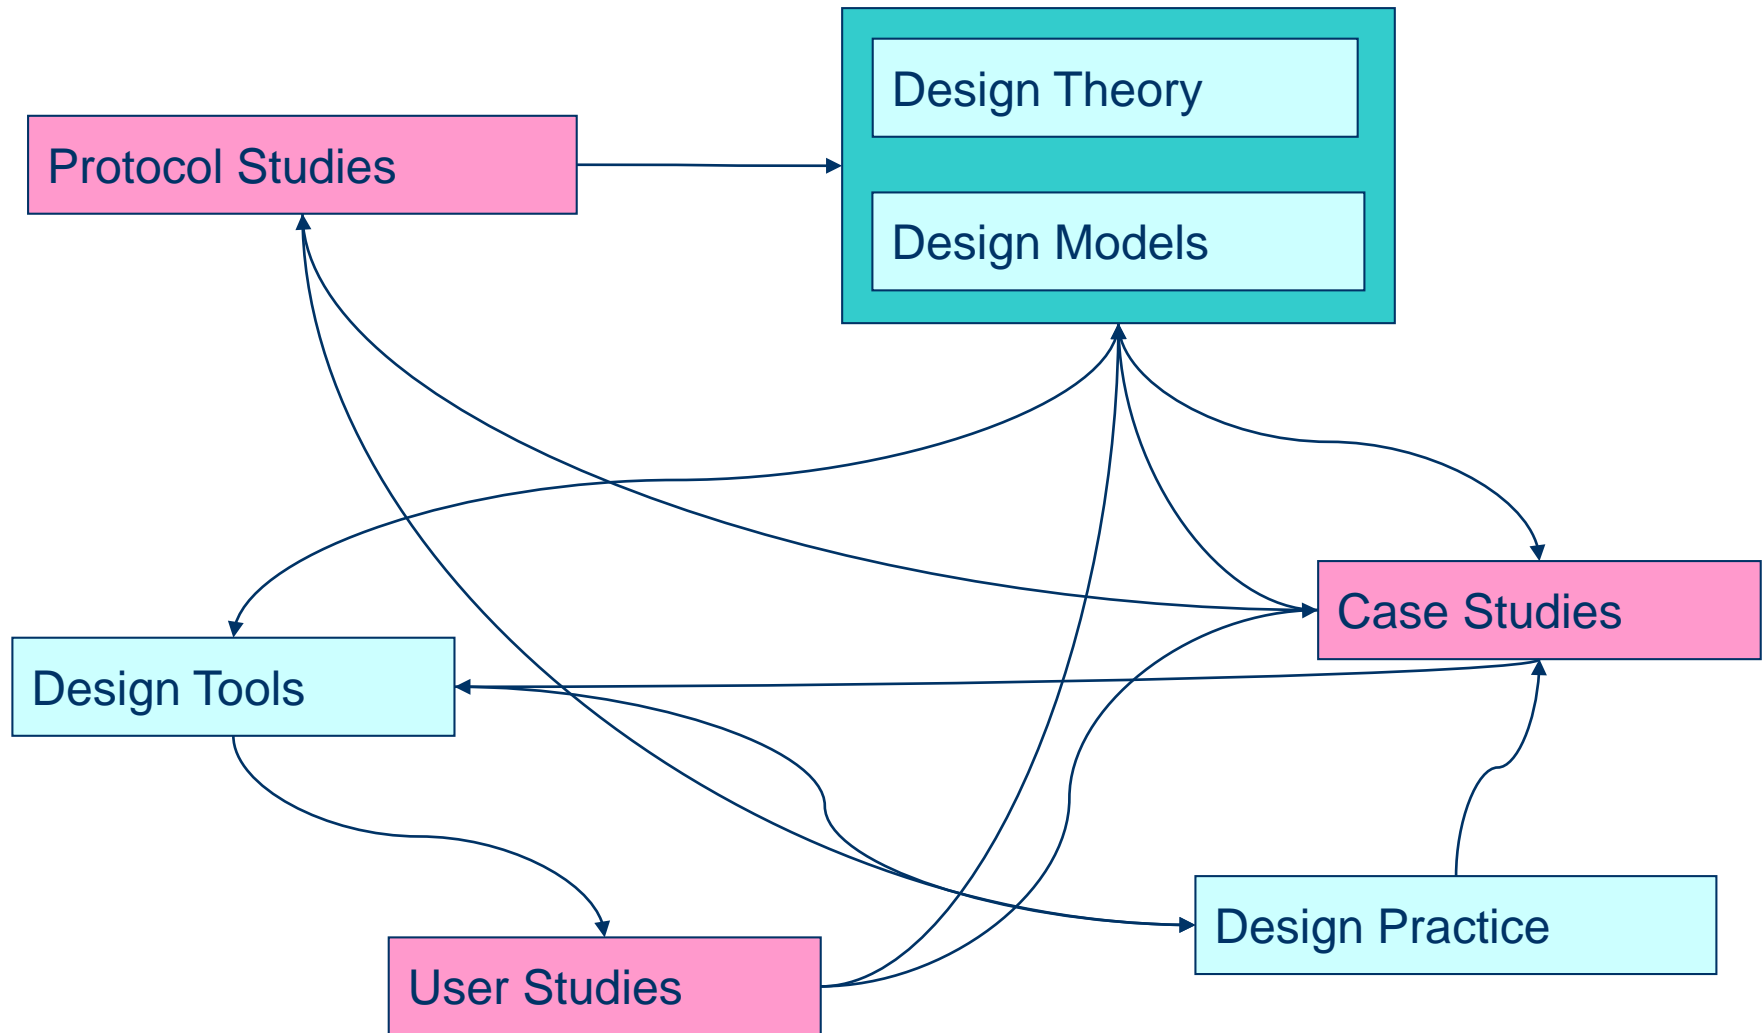 Design Theory
Protocol Studies
Design Models
Case Studies
Design Tools
Design Practice
User Studies